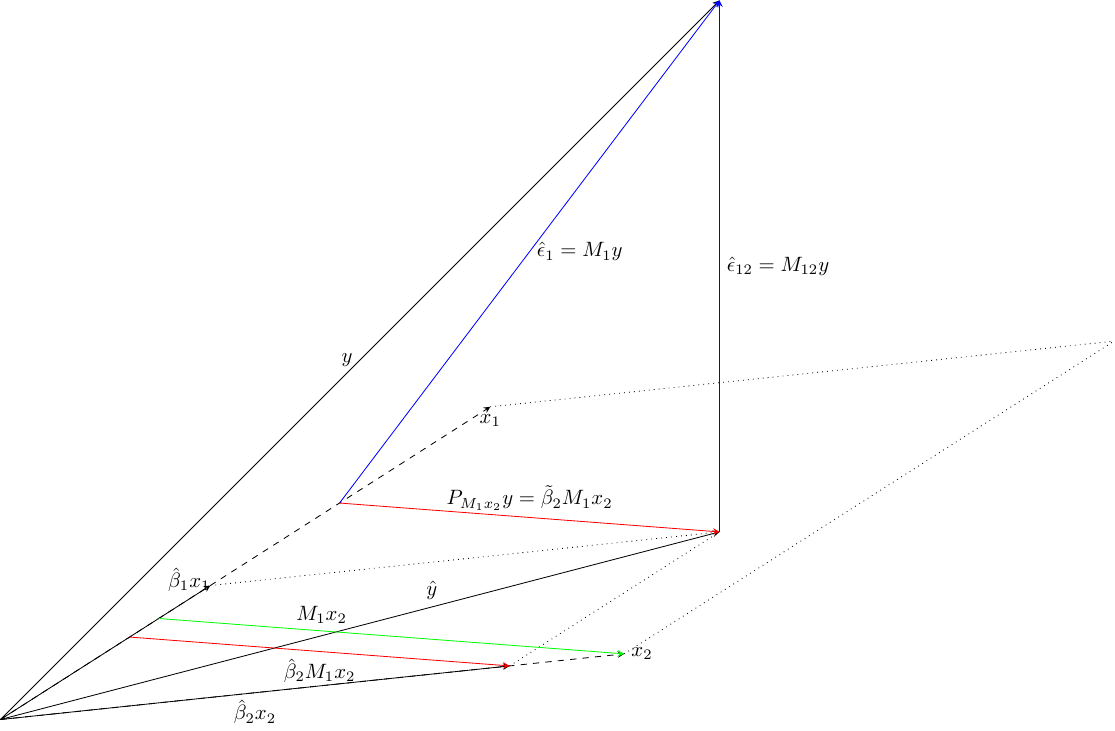 ϵ̂₁ = M₁y
ϵ̂₁₂ = M₁₂y
y
x₁
P_{M₁x₂}y = β̃₂M₁x₂
β̂₁x₁
ŷ
M₁x₂
x₂
β̂₂M₁x₂
β̂₂x₂